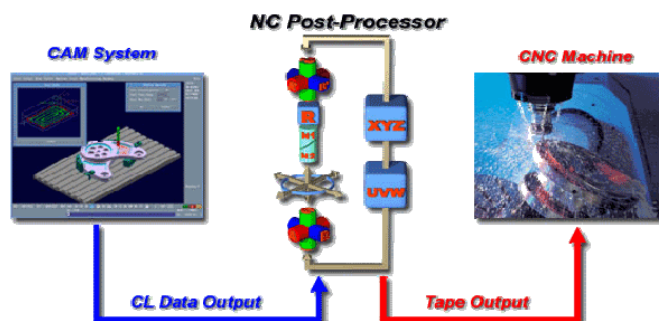 NC Post-Processor
CAM System
CNC Machine
R
XYZ
UVW
CL Data Output
Tape Output